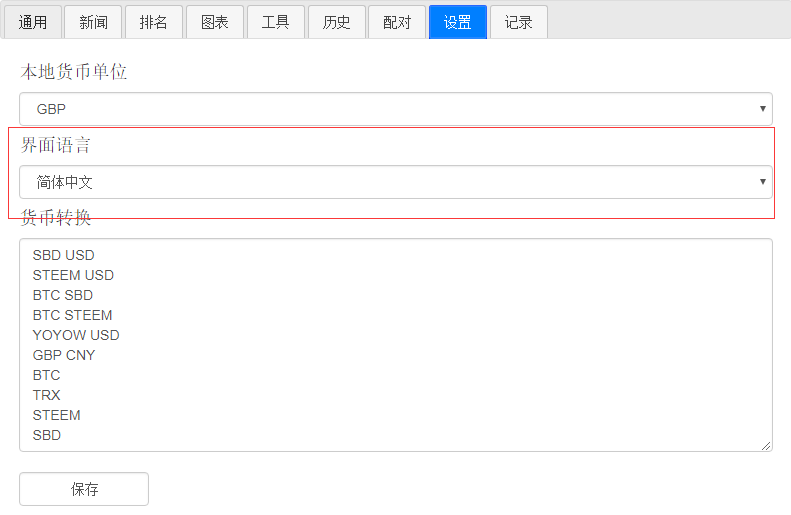 通用 新闻 排名 图表 工具 历史 配对 设置 记录
本地货币单位
GBP
界面语言
简体中文
货币转换
SBD USD
STEEM USD
BTC SBD
BTC STEEM
YOYOW USD
GBP CNY
BTC
TRX
STEEM
SBD
保存